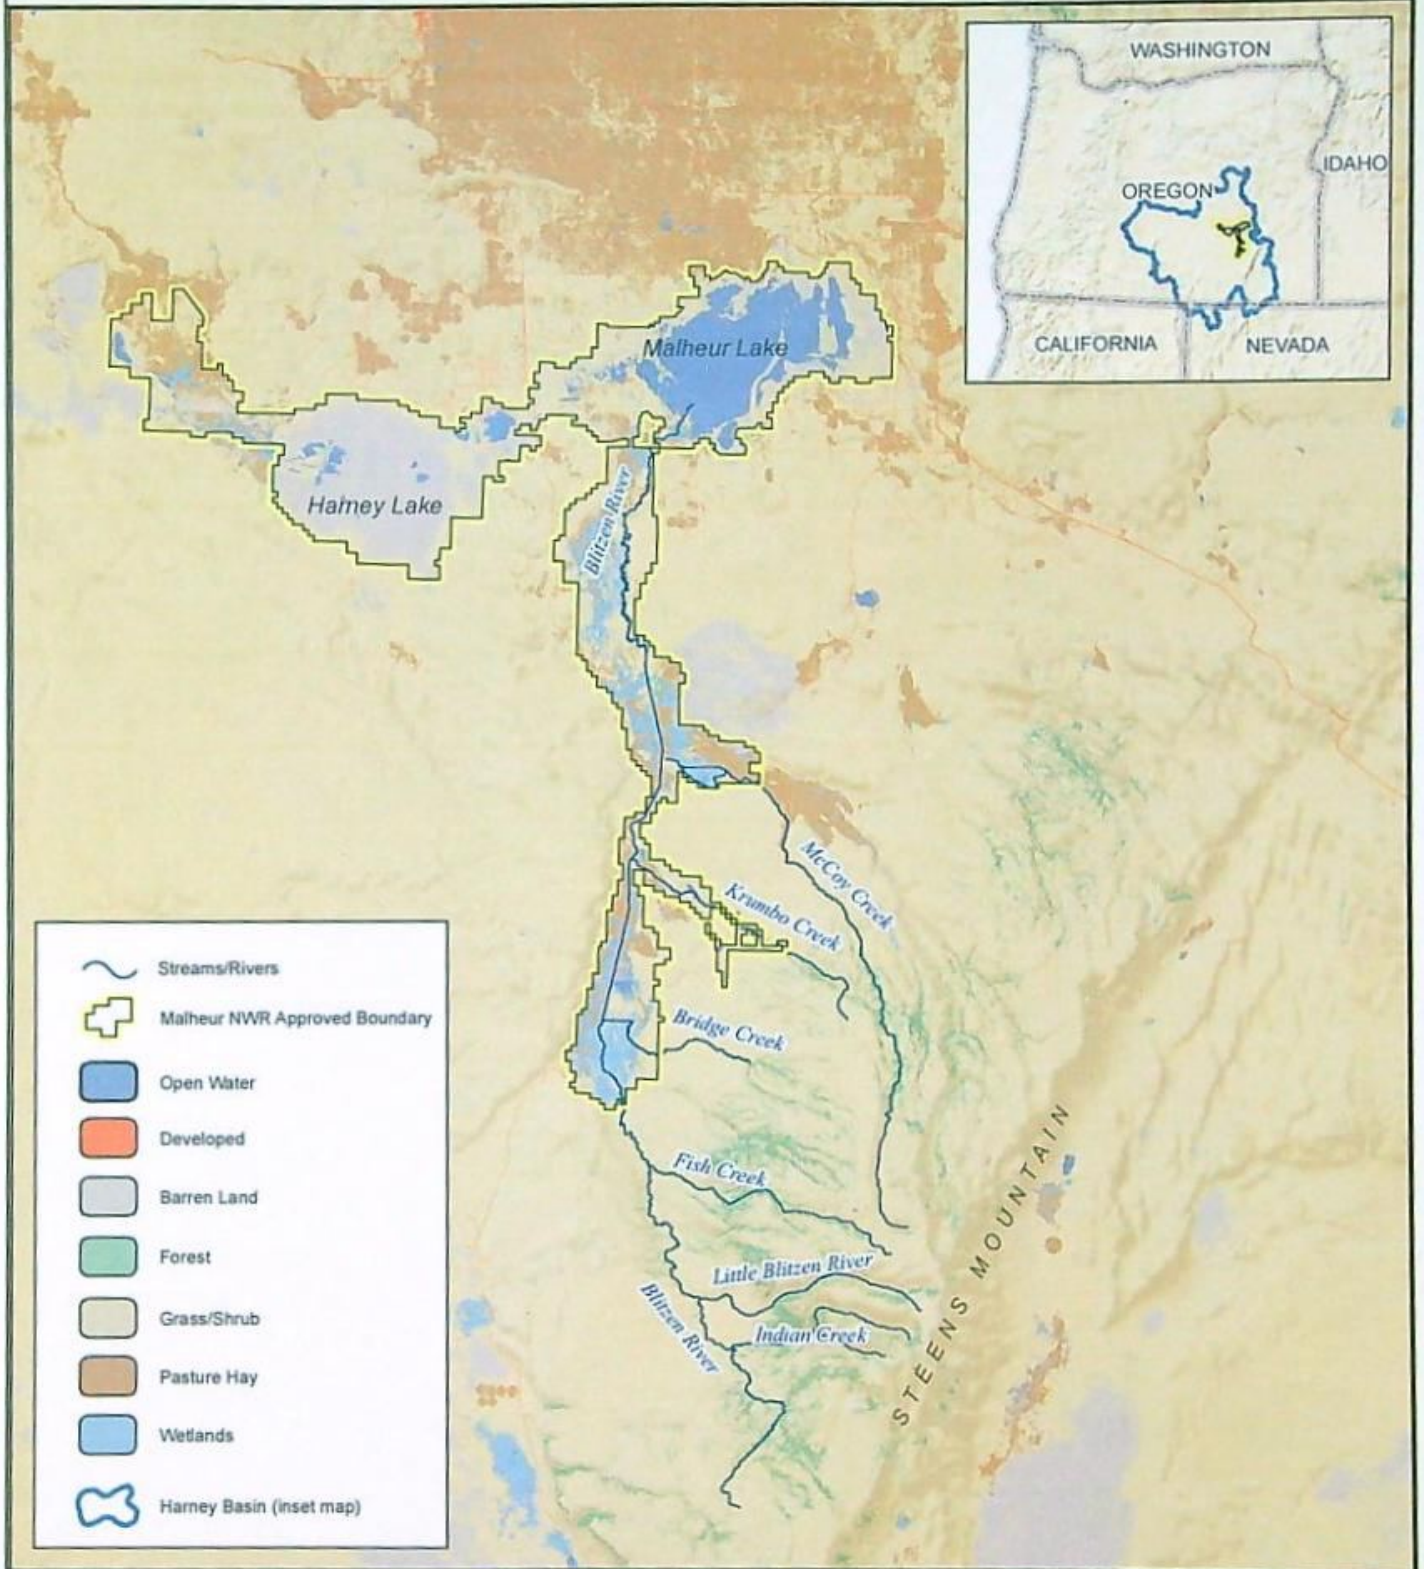 WASHINGTON
IDAHO
OREGON
CALIFORNIA
NEVADA
Malheur Lake
Harney Lake
Blitzen River
McCoy Creek
Krumbo Creek
Bridge Creek
Fish Creek
Little Blitzen River
Blitzen River
Indian Creek
STEENS MOUNTAIN
Streams/Rivers
Malheur NWR Approved Boundary
Open Water
Developed
Barren Land
Forest
Grass/Shrub
Pasture Hay
Wetlands
Harney Basin (inset map)